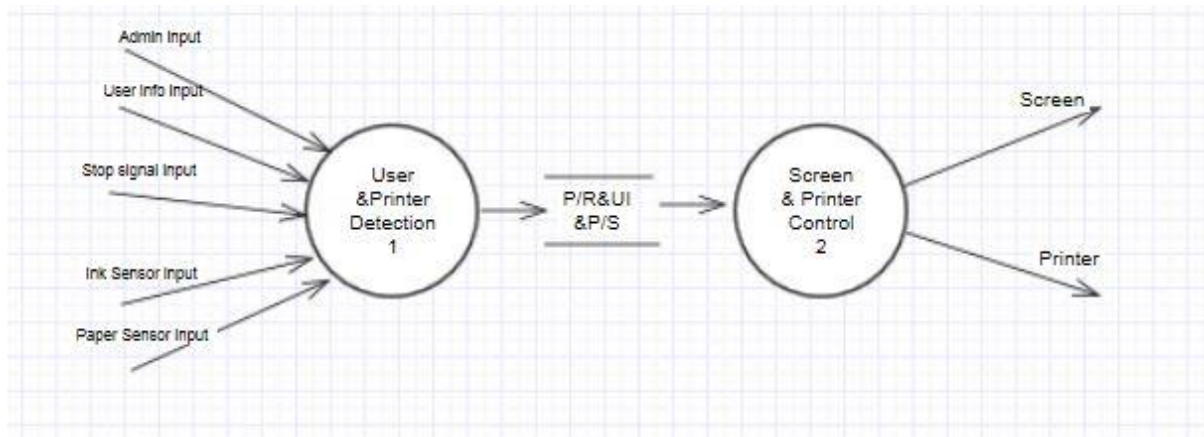 Admin Input
User Info Input
Stop signal Input
Ink Sensor Input
Paper Sensor Input
User
&Printer
Detection
1
P/R&UI
&P/S
Screen
& Printer
Control
2
Screen
Printer